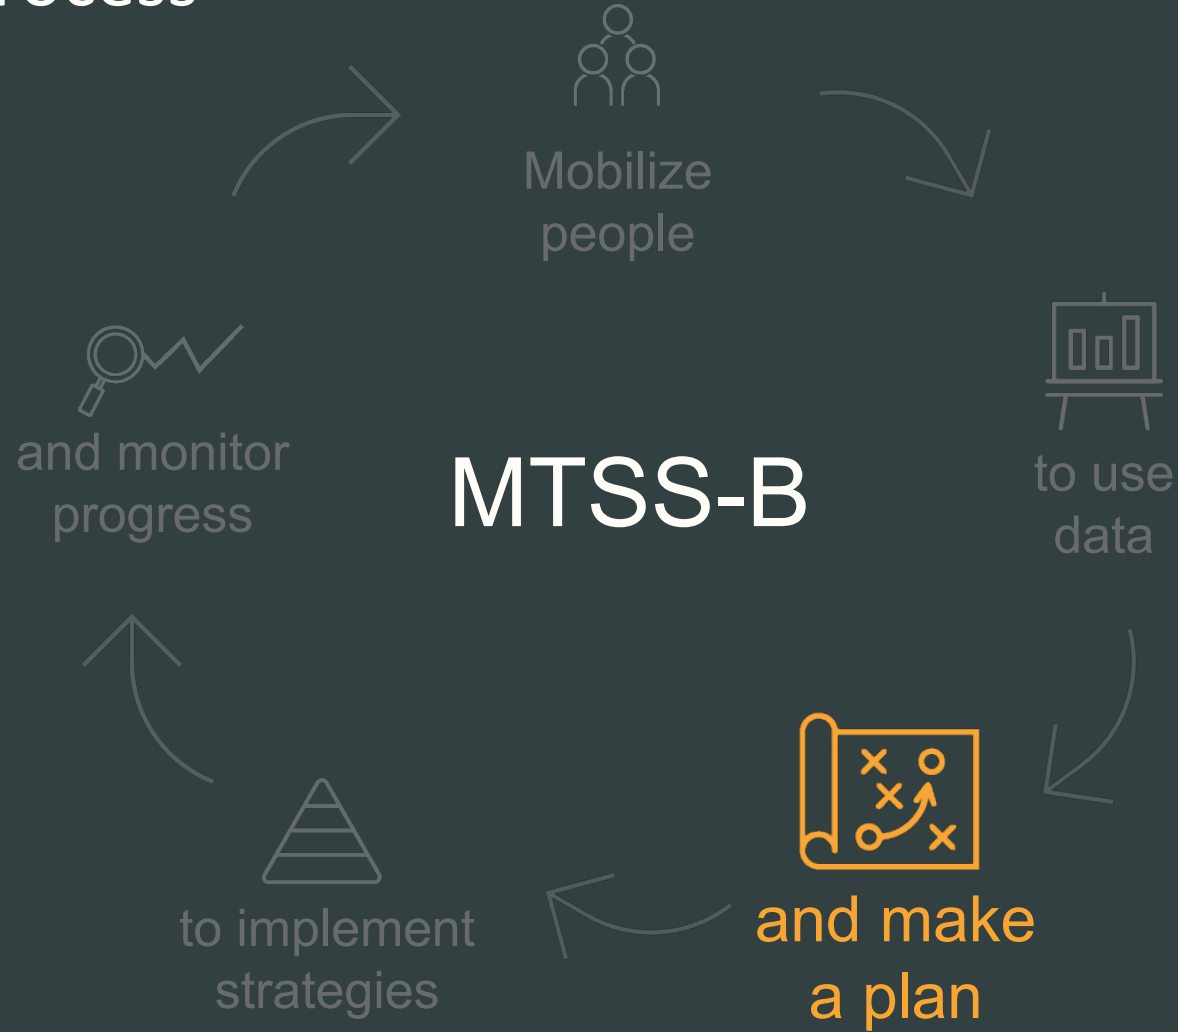 Mobilize
people
to use
data
and make
a plan
to implement
strategies
and monitor
progress
MTSS-B